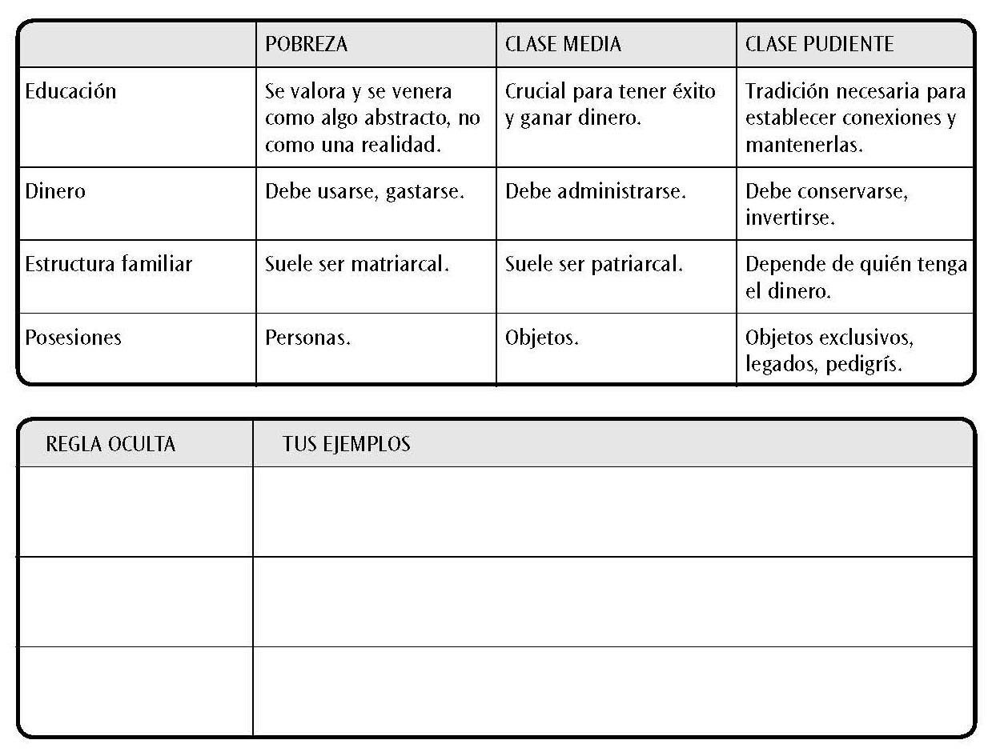 POBREZA
CLASE MEDIA
CLASE PUDIENTE
Educación
Se valora y se venera
como algo abstracto, no
como una realidad.
Crucial para tener éxito
y ganar dinero.
Tradición necesaria para
establecer conexiones y
mantenerlas.
Dinero
Debe usarse, gastarse.
Debe administrarse.
Debe conservarse,
invertirse.
Estructura familiar
Suele ser matriarcal.
Suele ser patriarcal.
Depende de quién tenga
el dinero.
Posesiones
Personas.
Objetos.
Objetos exclusivos,
legados, pedigrís.
REGLA OCULTA
TUS EJEMPLOS